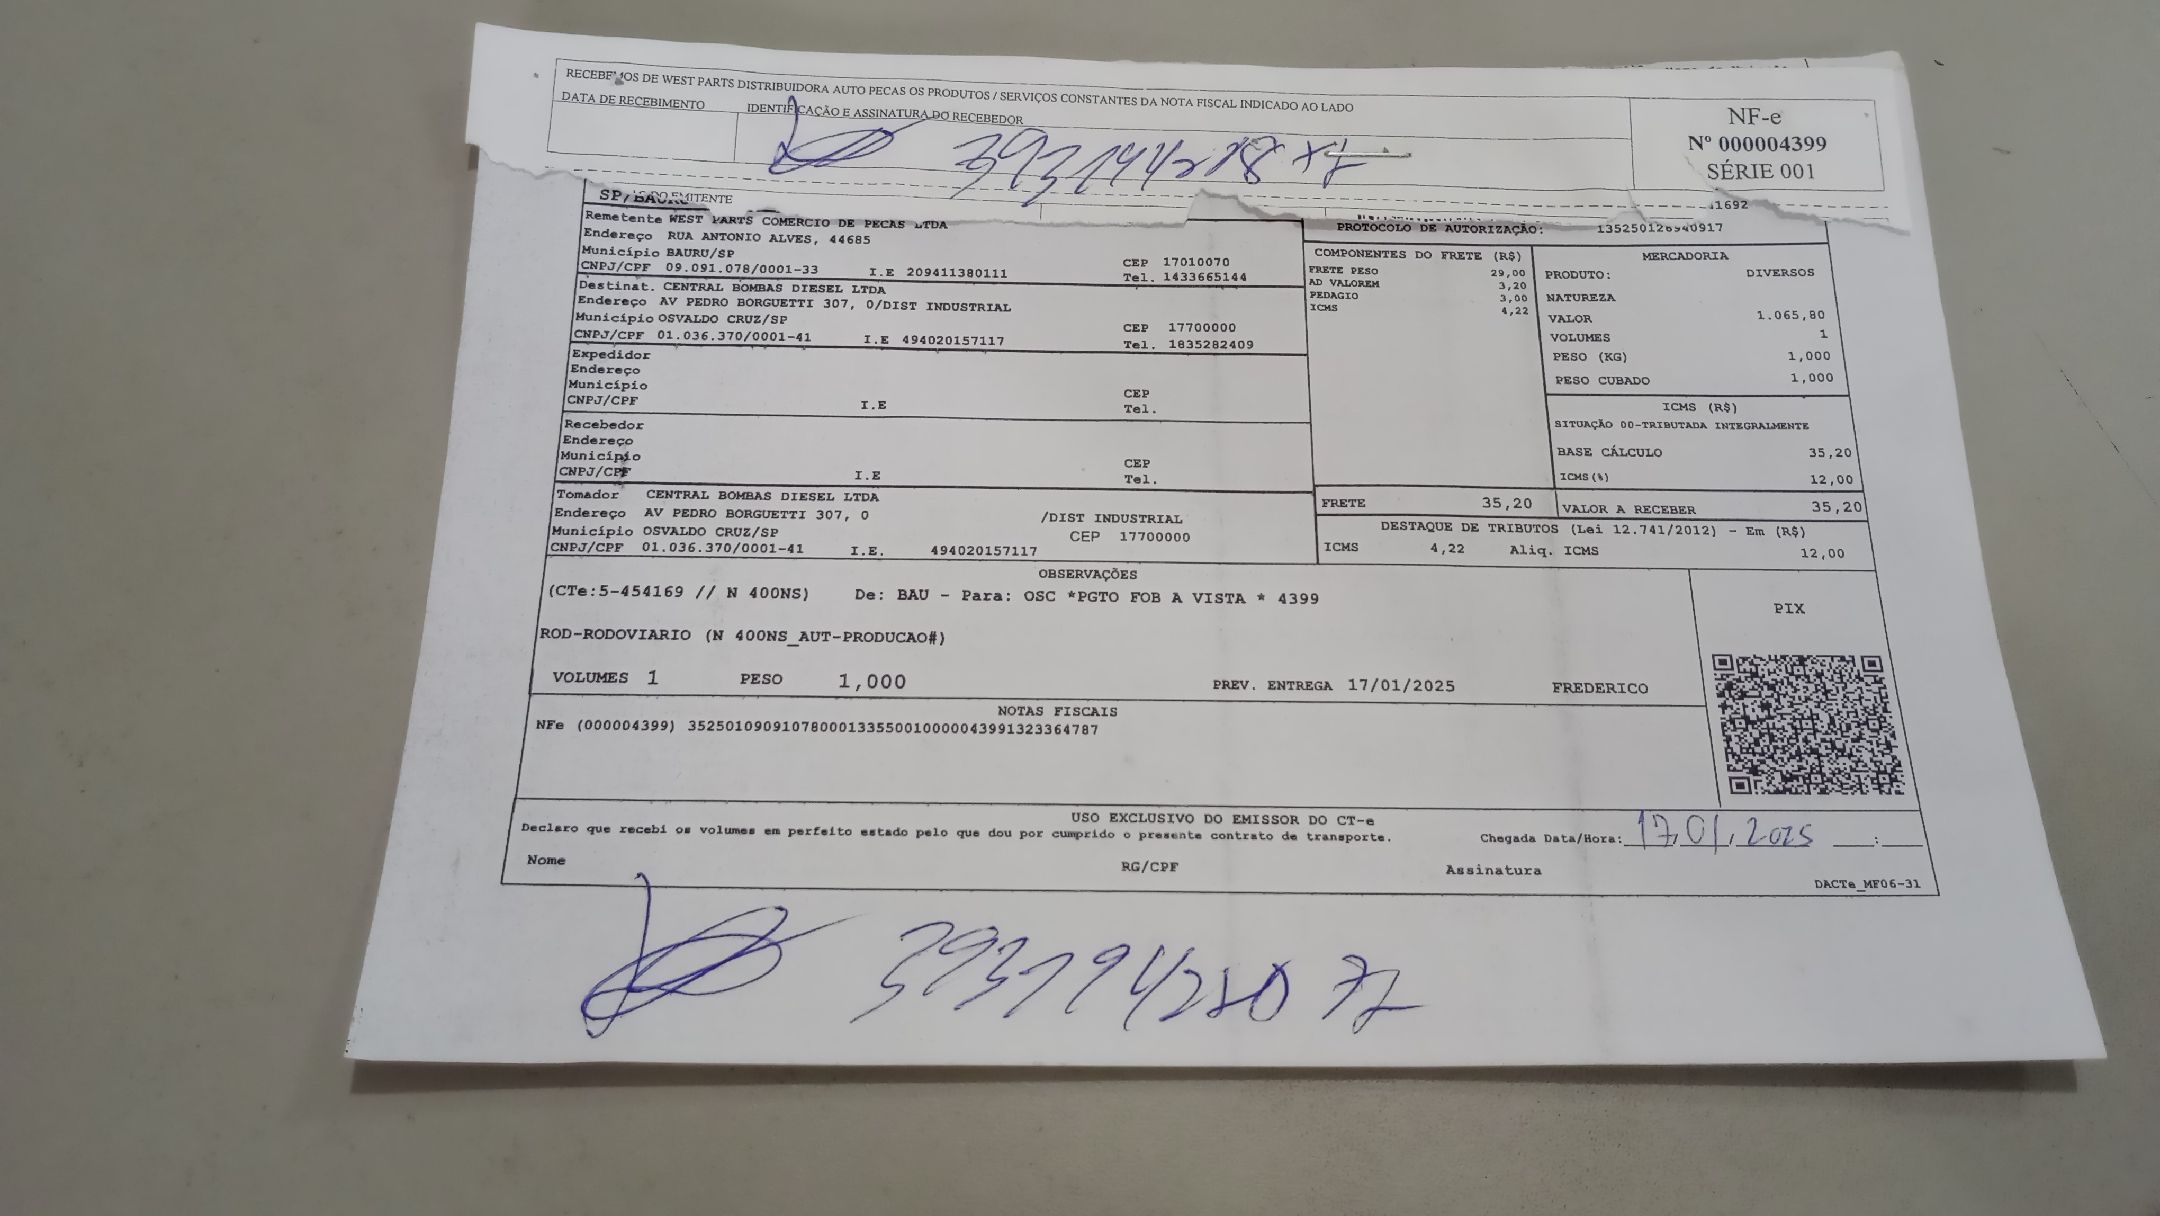 RECEBEMOS DE WEST PARTS DISTRIBUIDORA AUTO PECAS OS PRODUTOS / SERVIÇOS CONSTANTES DA NOTA FISCAL INDICADO AO LADO
DATA DE RECEBIMENTO IDENTIFICAÇÃO E ASSINATURA DO RECEBEDOR
NF-e
Nº 000004399
SÉRIE 001
SP/BAURU
EMITENTE
1692
Remetente WEST PARTS COMERCIO DE PECAS LTDA
Endereço RUA ANTONIO ALVES, 44685
Município BAURU/SP CEP 17010070
CNPJ/CPF 09.091.078/0001-33 I.E 209411380111 Tel. 1433665144
Destinat. CENTRAL BOMBAS DIESEL LTDA
Endereço AV PEDRO BORGUETTI 307, 0/DIST INDUSTRIAL
Município OSVALDO CRUZ/SP CEP 17700000
CNPJ/CPF 01.036.370/0001-41 I.E 494020157117 Tel. 1835282409
Expedidor
Endereço
Município CEP
CNPJ/CPF I.E Tel.
Recebedor
Endereço
Município CEP
CNPJ/CPF I.E Tel.
Tomador CENTRAL BOMBAS DIESEL LTDA
Endereço AV PEDRO BORGUETTI 307, 0 /DIST INDUSTRIAL
Município OSVALDO CRUZ/SP CEP 17700000
CNPJ/CPF 01.036.370/0001-41 I.E. 494020157117
PROTOCOLO DE AUTORIZAÇÃO: 135250126940917
COMPONENTES DO FRETE (R$)
FRETE PESO 29,00
AD VALOREM 3,20
PEDAGIO 3,00
ICMS 4,22
MERCADORIA
PRODUTO: DIVERSOS
NATUREZA
VALOR 1.065,80
VOLUMES 1
PESO (KG) 1,000
PESO CUBADO 1,000
ICMS (R$)
SITUAÇÃO 00-TRIBUTADA INTEGRALMENTE
BASE CÁLCULO 35,20
ICMS(%) 12,00
FRETE 35,20 VALOR A RECEBER 35,20
DESTAQUE DE TRIBUTOS (Lei 12.741/2012) - Em (R$)
ICMS 4,22 Aliq. ICMS 12,00
OBSERVAÇÕES
(CTe:5-454169 // N 400NS) De: BAU - Para: OSC *PGTO FOB A VISTA * 4399
ROD-RODOVIARIO (N 400NS_AUT-PRODUCAO#)
VOLUMES 1 PESO 1,000 PREV. ENTREGA 17/01/2025 FREDERICO
PIX
NOTAS FISCAIS
NFe (000004399) 35250109091078000133550010000043991323364787
USO EXCLUSIVO DO EMISSOR DO CT-e
Declaro que recebi os volumes em perfeito estado pelo que dou por cumprido o presente contrato de transporte. Chegada Data/Hora: 17/01/2025 __:__
Nome RG/CPF Assinatura
DACTe_MF06-31